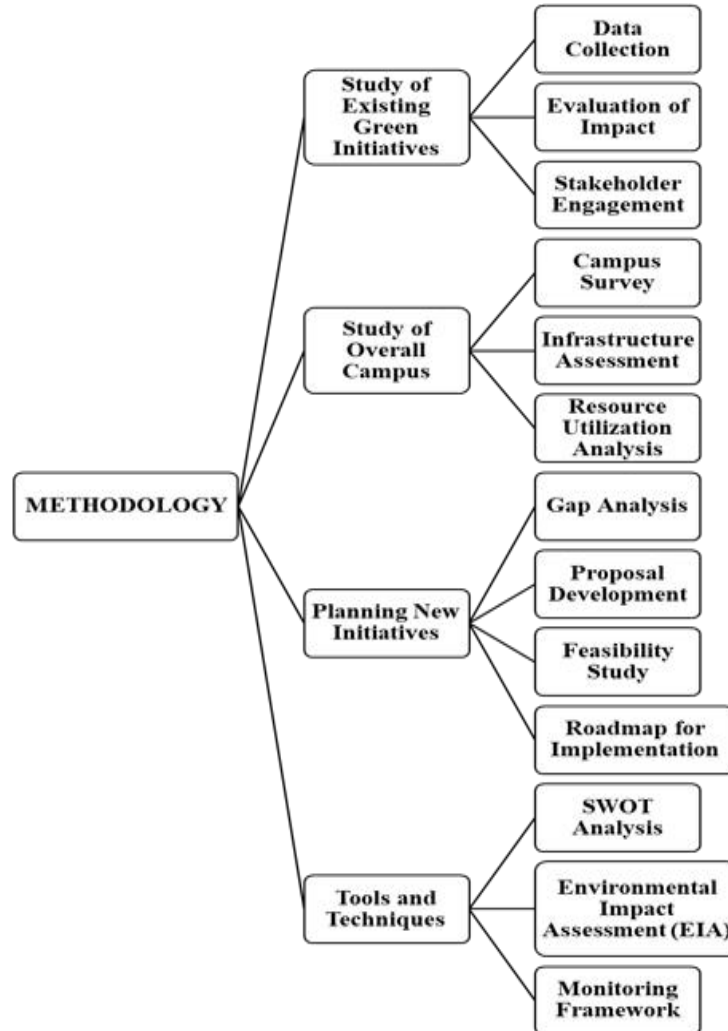 METHODOLOGY
Study of
Existing
Green
Initiatives
Data
Collection
Evaluation of
Impact
Stakeholder
Engagement
Study of
Overall
Campus
Campus
Survey
Infrastructure
Assessment
Resource
Utilization
Analysis
Planning New
Initiatives
Gap Analysis
Proposal
Development
Feasibility
Study
Roadmap for
Implementation
Tools and
Techniques
SWOT
Analysis
Environmental
Impact
Assessment (EIA)
Monitoring
Framework